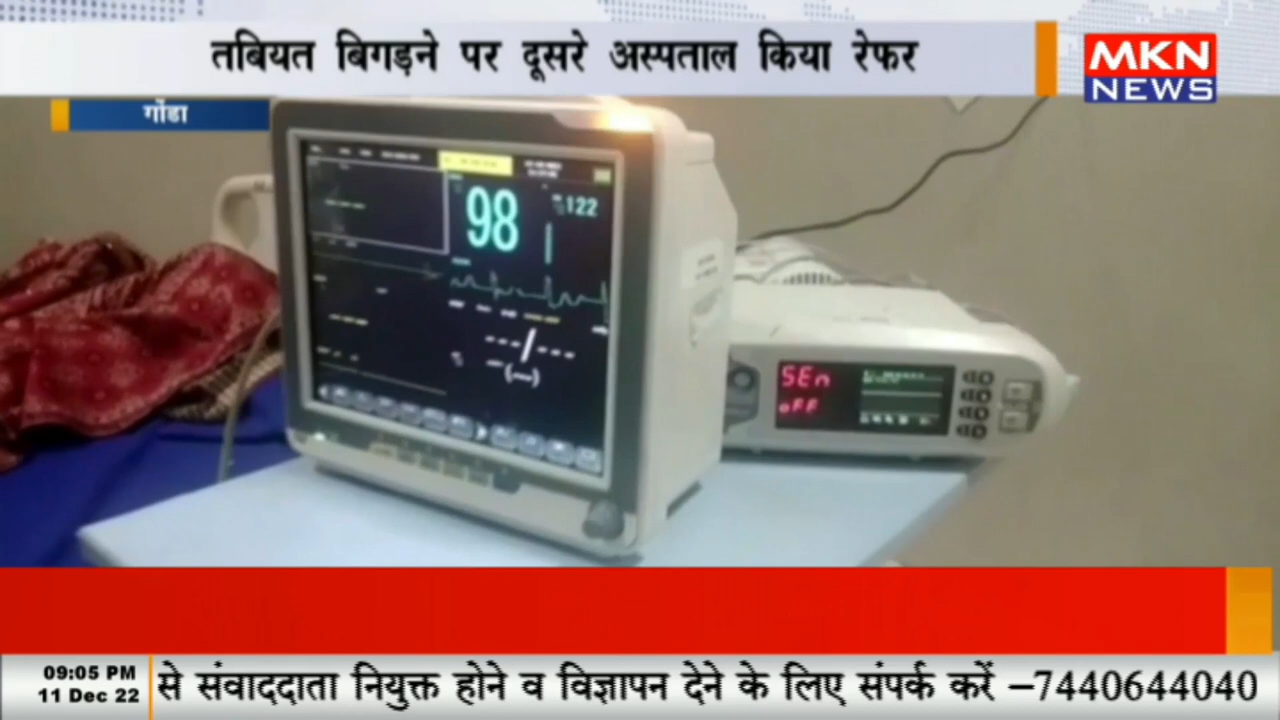 तबियत बिगड़ने पर दूसरे अस्पताल किया रेफर
MKN
NEWS
गोंडा
98
122
---/---
SEn
oFF
09:05 PM
11 Dec 22
से संवाददाता नियुक्त होने व विज्ञापन देने के लिए संपर्क करें –7440644040